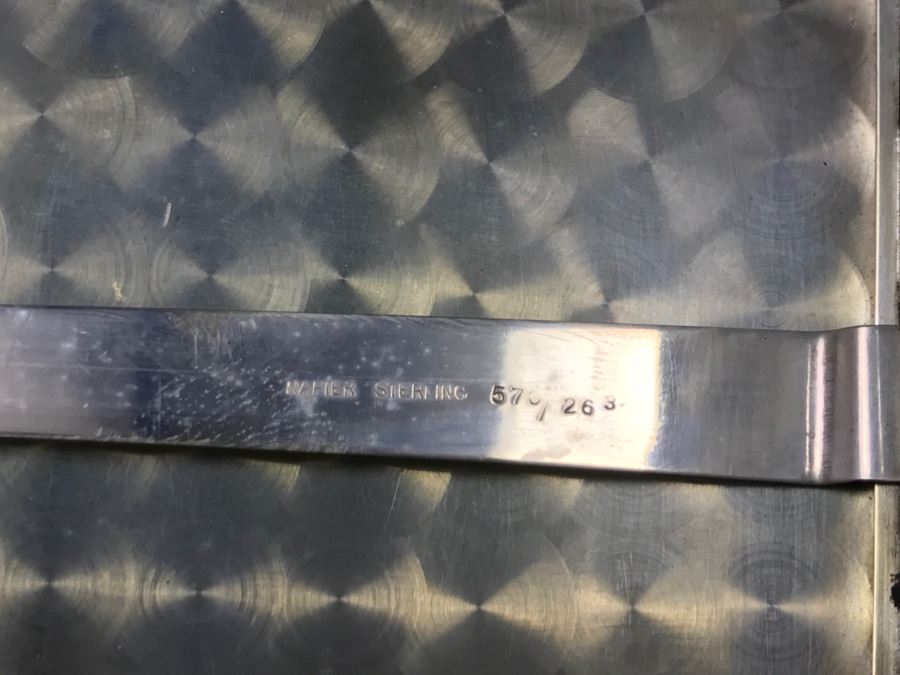 NAPIER STERLING 570/263